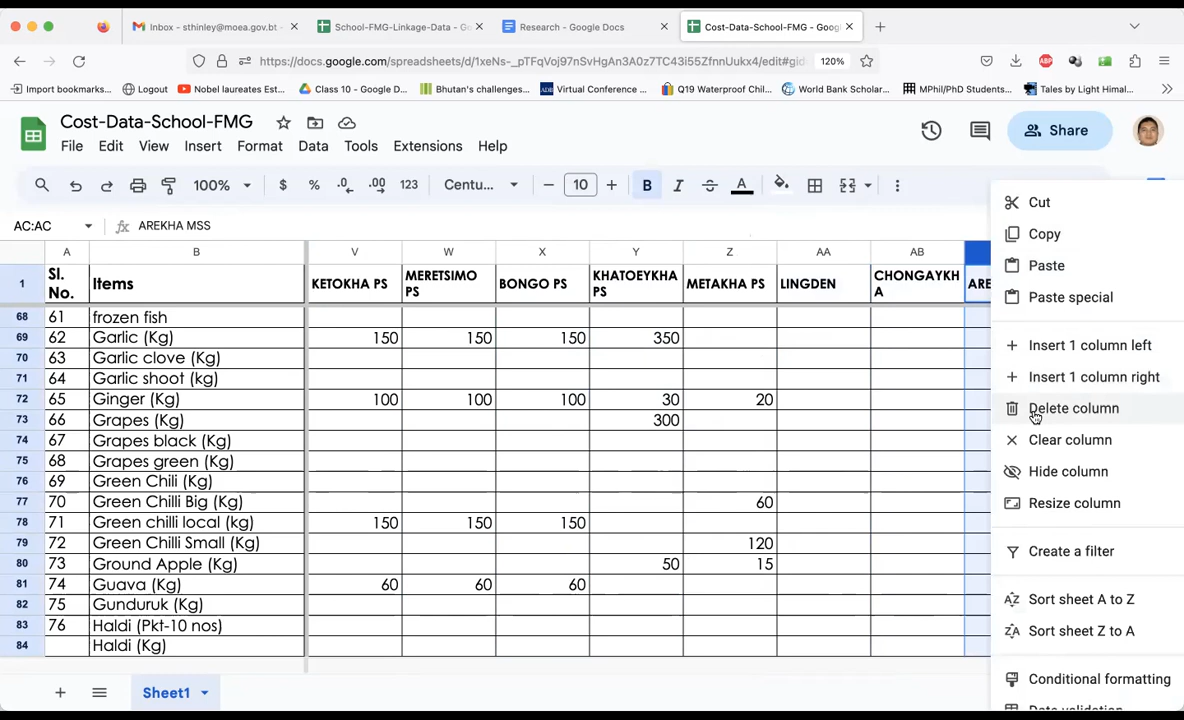 Inbox - sthinley@moea.gov.bt -
School-FMG-Linkage-Data - Goo
Research - Google Docs
Cost-Data-School-FMG - Goog
https://docs.google.com/spreadsheets/d/1xeNs-_pTFqVoj97nSvHgAn3A0z7TC43i55ZfnnUukx4/edit#gid
120%
Import bookmarks...
Logout
Nobel laureates Est...
Class 10 - Google D...
Bhutan's challenges...
Virtual Conference ...
Q19 Waterproof Chil...
World Bank Scholar...
MPhil/PhD Students...
Tales by Light Himal...
Cost-Data-School-FMG
File Edit View Insert Format Data Tools Extensions Help
Share
100% $ % .0 .00 123 Centu... 10 B I A
AC:AC
AREKHA MSS
A B V W X Y Z AA AB
1 Sl. No. Items KETOKHA PS MERETSIMO PS BONGO PS KHATOEYKHA PS METAKHA PS LINGDEN CHONGAYKHA ARE
68 61 frozen fish
69 62 Garlic (Kg) 150 150 150 350
70 63 Garlic clove (Kg)
71 64 Garlic shoot (kg)
72 65 Ginger (Kg) 100 100 100 30 20
73 66 Grapes (Kg) 300
74 67 Grapes black (Kg)
75 68 Grapes green (Kg)
76 69 Green Chili (Kg)
77 70 Green Chilli Big (Kg) 60
78 71 Green chilli local (kg) 150 150 150
79 72 Green Chilli Small (Kg) 120
80 73 Ground Apple (Kg) 50 15
81 74 Guava (Kg) 60 60 60
82 75 Gunduruk (Kg)
83 76 Haldi (Pkt-10 nos)
84 Haldi (Kg)
Sheet1
Cut
Copy
Paste
Paste special
Insert 1 column left
Insert 1 column right
Delete column
Clear column
Hide column
Resize column
Create a filter
Sort sheet A to Z
Sort sheet Z to A
Conditional formatting
Data validation